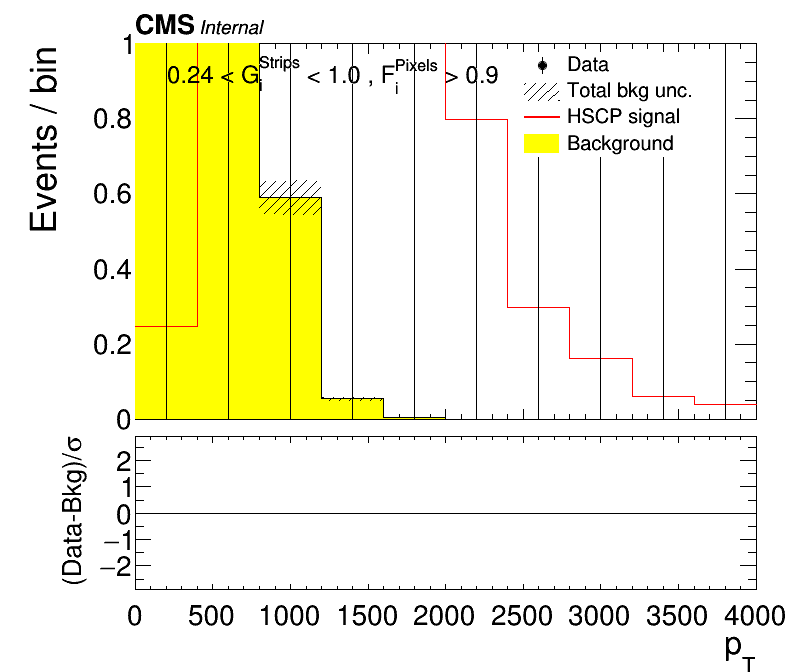 CMS Internal
Events / bin
1
0.8
0.6
0.4
0.2
0
0.24 < G_i^Strips < 1.0 , F_i^Pixels > 0.9
Data
Total bkg unc.
HSCP signal
Background
(Data-Bkg)/σ
2
1
0
−1
−2
0 500 1000 1500 2000 2500 3000 3500 4000
p_T